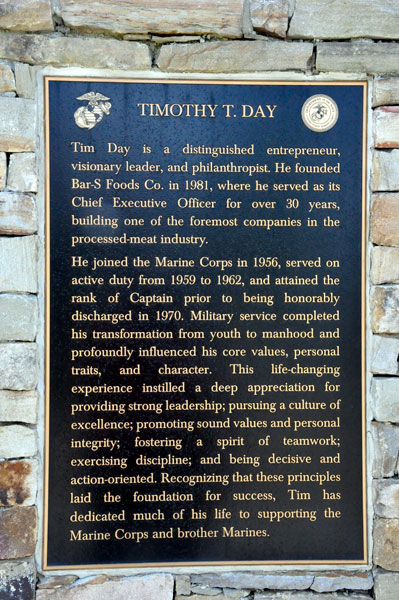 TIMOTHY T. DAY
Tim Day is a distinguished entrepreneur,
visionary leader, and philanthropist. He founded
Bar-S Foods Co. in 1981, where he served as its
Chief Executive Officer for over 30 years,
building one of the foremost companies in the
processed-meat industry.
He joined the Marine Corps in 1956, served on
active duty from 1959 to 1962, and attained the
rank of Captain prior to being honorably
discharged in 1970. Military service completed
his transformation from youth to manhood and
profoundly influenced his core values, personal
traits, and character. This life-changing
experience instilled a deep appreciation for
providing strong leadership; pursuing a culture of
excellence; promoting sound values and personal
integrity; fostering a spirit of teamwork;
exercising discipline; and being decisive and
action-oriented. Recognizing that these principles
laid the foundation for success, Tim has
dedicated much of his life to supporting the
Marine Corps and brother Marines.